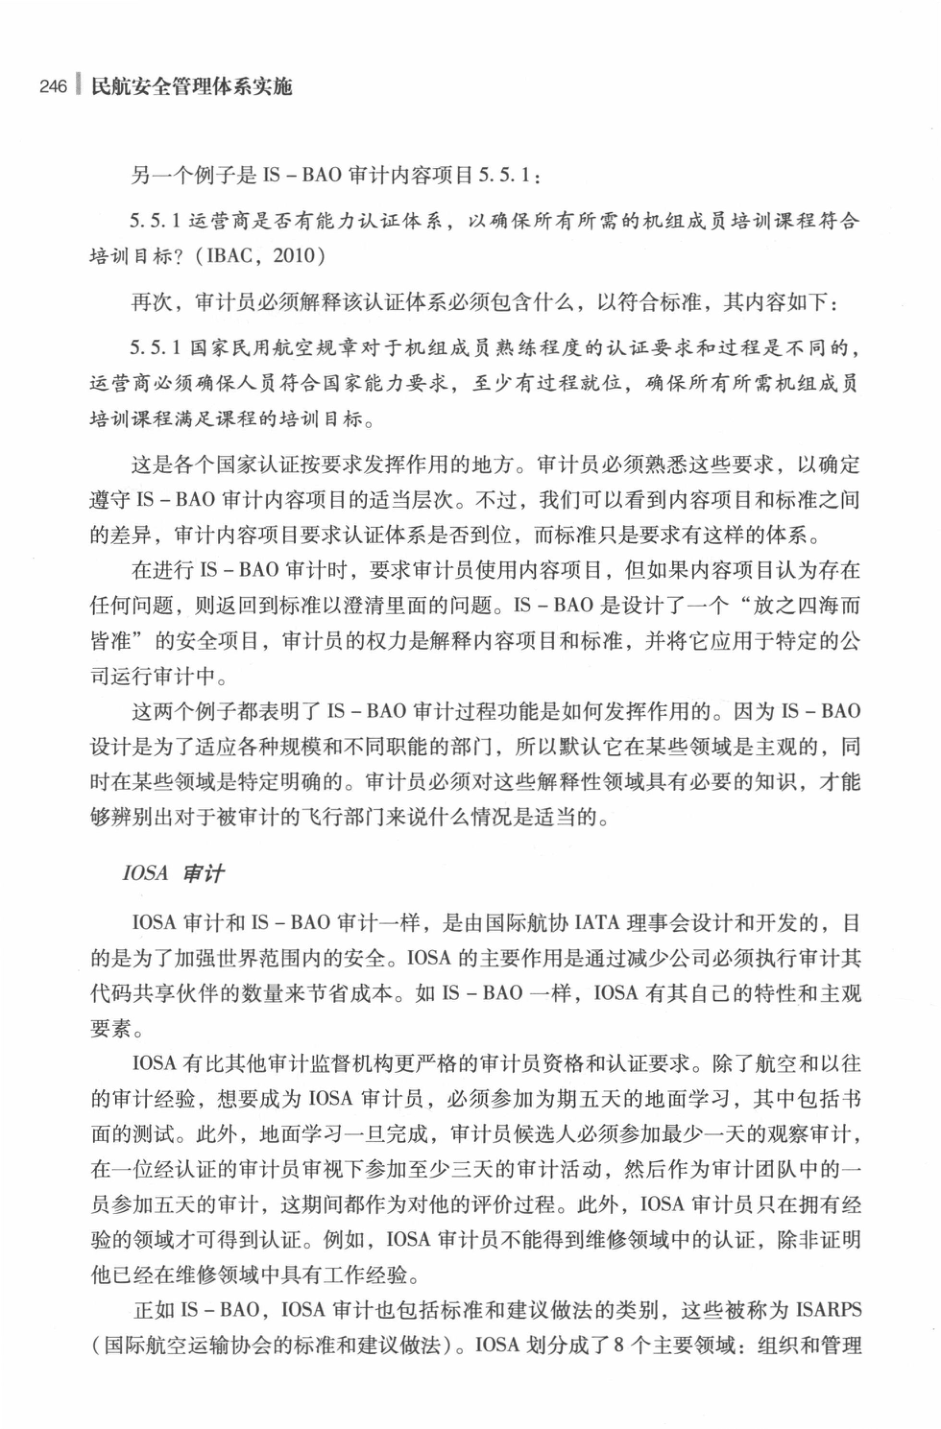 246 民航安全管理体系实施
另一个例子是 IS－BAO 审计内容项目 5.5.1：
5.5.1 运营商是否有能力认证体系，以确保所有所需的机组成员培训课程符合
培训目标？（IBAC，2010）
再次，审计员必须解释该认证体系必须包含什么，以符合标准，其内容如下：
5.5.1 国家民用航空规章对于机组成员熟练程度的认证要求和过程是不同的，
运营商必须确保人员符合国家能力要求，至少有过程就位，确保所有所需机组成员
培训课程满足课程的培训目标。
这是各个国家认证按要求发挥作用的地方。审计员必须熟悉这些要求，以确定
遵守 IS－BAO 审计内容项目的适当层次。不过，我们可以看到内容项目和标准之间
的差异，审计内容项目要求认证体系是否到位，而标准只是要求有这样的体系。
在进行 IS－BAO 审计时，要求审计员使用内容项目，但如果内容项目认为存在
任何问题，则返回到标准以澄清里面的问题。IS－BAO 是设计了一个“放之四海而
皆准”的安全项目，审计员的权力是解释内容项目和标准，并将它应用于特定的公
司运行审计中。
这两个例子都表明了 IS－BAO 审计过程功能是如何发挥作用的。因为 IS－BAO
设计是为了适应各种规模和不同职能的部门，所以默认它在某些领域是主观的，同
时在某些领域是特定明确的。审计员必须对这些解释性领域具有必要的知识，才能
够辨别出对于被审计的飞行部门来说什么情况是适当的。
IOSA 审计
IOSA 审计和 IS－BAO 审计一样，是由国际航协 IATA 理事会设计和开发的，目
的是为了加强世界范围内的安全。IOSA 的主要作用是通过减少公司必须执行审计其
代码共享伙伴的数量来节省成本。如 IS－BAO 一样，IOSA 有其自己的特性和主观
要素。
IOSA 有比其他审计监督机构更严格的审计员资格和认证要求。除了航空和以往
的审计经验，想要成为 IOSA 审计员，必须参加为期五天的地面学习，其中包括书
面的测试。此外，地面学习一旦完成，审计员候选人必须参加最少一天的观察审计，
在一位经认证的审计员审视下参加至少三天的审计活动，然后作为审计团队中的一
员参加五天的审计，这期间都作为对他的评价过程。此外，IOSA 审计员只在拥有经
验的领域才可得到认证。例如，IOSA 审计员不能得到维修领域中的认证，除非证明
他已经在维修领域中具有工作经验。
正如 IS－BAO，IOSA 审计也包括标准和建议做法的类别，这些被称为 ISARPS
（国际航空运输协会的标准和建议做法）。IOSA 划分成了 8 个主要领域：组织和管理